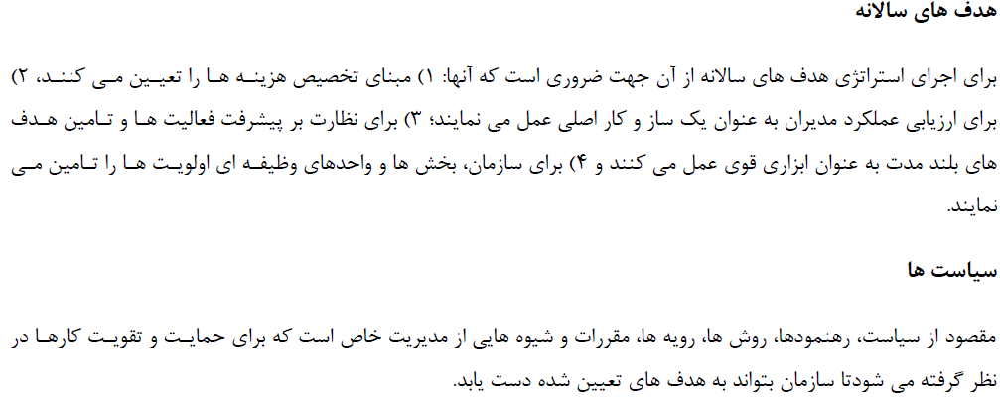 هدف های سالانه
برای اجرای استراتژی هدف های سالانه از آن جهت ضروری است که آنها: ۱) مبنای تخصیص هزینه ها را تعیین می کنند، ۲)
برای ارزیابی عملکرد مدیران به عنوان یک ساز و کار اصلی عمل می نمایند؛ ۳) برای نظارت بر پیشرفت فعالیت ها و تامین هدف
های بلند مدت به عنوان ابزاری قوی عمل می کنند و ۴) برای سازمان، بخش ها و واحدهای وظیفه ای اولویت ها را تامین می
نمایند.
سیاست ها
مقصود از سیاست، رهنمودها، روش ها، رویه ها، مقررات و شیوه هایی از مدیریت خاص است که برای حمایت و تقویت کارها در
نظر گرفته می شودتا سازمان بتواند به هدف های تعیین شده دست یابد.